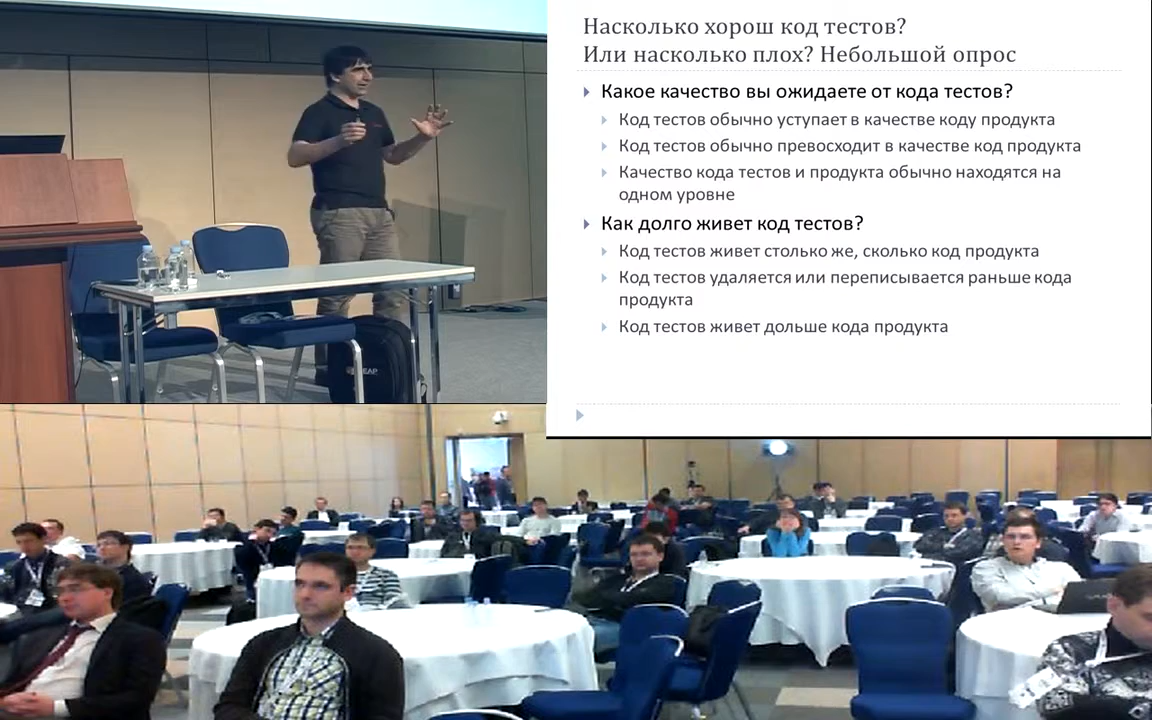 Насколько хорош код тестов?
Или насколько плох? Небольшой опрос
Какое качество вы ожидаете от кода тестов?
Код тестов обычно уступает в качестве коду продукта
Код тестов обычно превосходит в качестве код продукта
Качество кода тестов и продукта обычно находятся на
одном уровне
Как долго живет код тестов?
Код тестов живет столько же, сколько код продукта
Код тестов удаляется или переписывается раньше кода
продукта
Код тестов живет дольше кода продукта